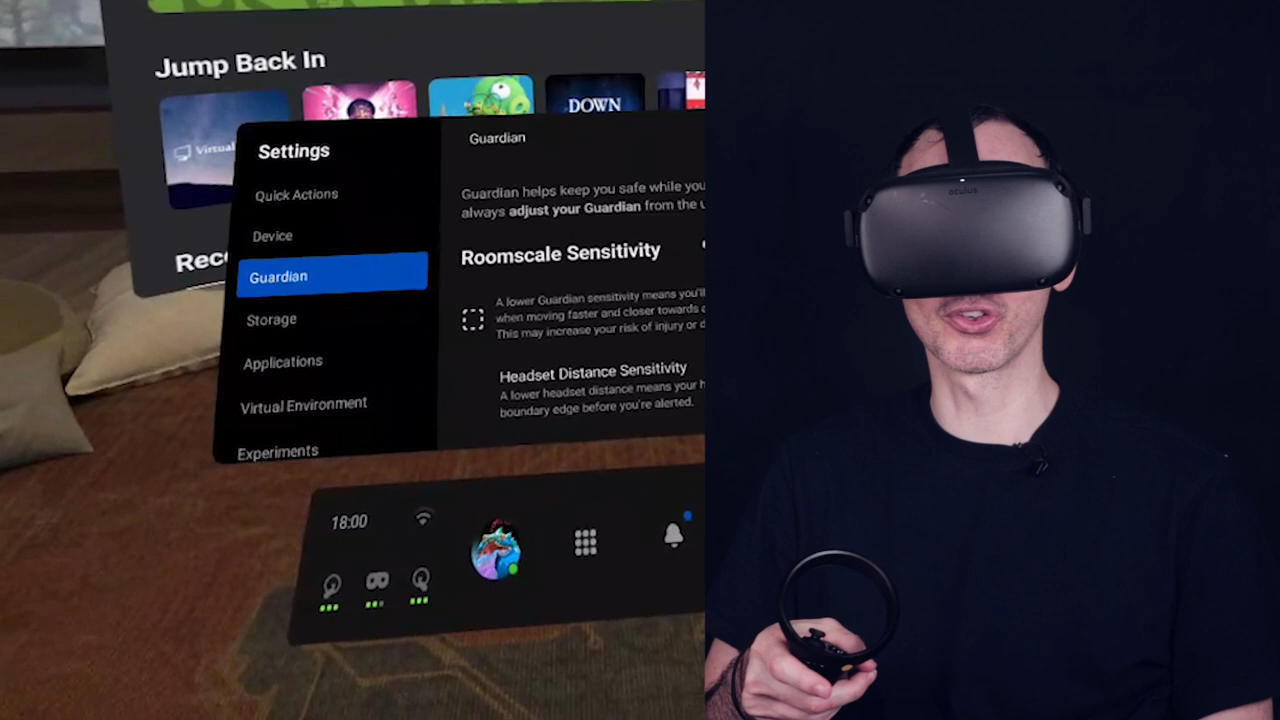 Jump Back In
Virtual
DOWN
Settings
Guardian
Quick Actions
Guardian helps keep you safe while you
always adjust your Guardian from the
Device
Rec
Guardian
Roomscale Sensitivity
Storage
A lower Guardian sensitivity means you'll
when moving faster and closer towards
This may increase your risk of injury or
Applications
Headset Distance Sensitivity
Virtual Environment
A lower headset distance means your
boundary edge before you're alerted.
Experiments
18:00
oculus